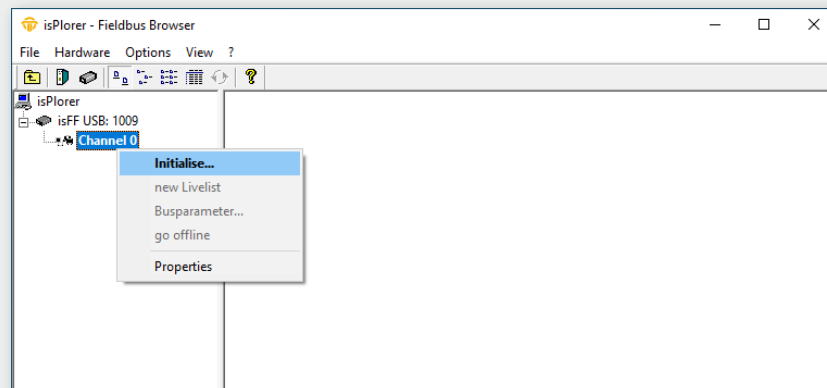 isPlorer - Fieldbus Browser
File Hardware Options View ?
isPlorer
isFF USB: 1009
Channel 0
Initialise...
new Livelist
Busparameter...
go offline
Properties